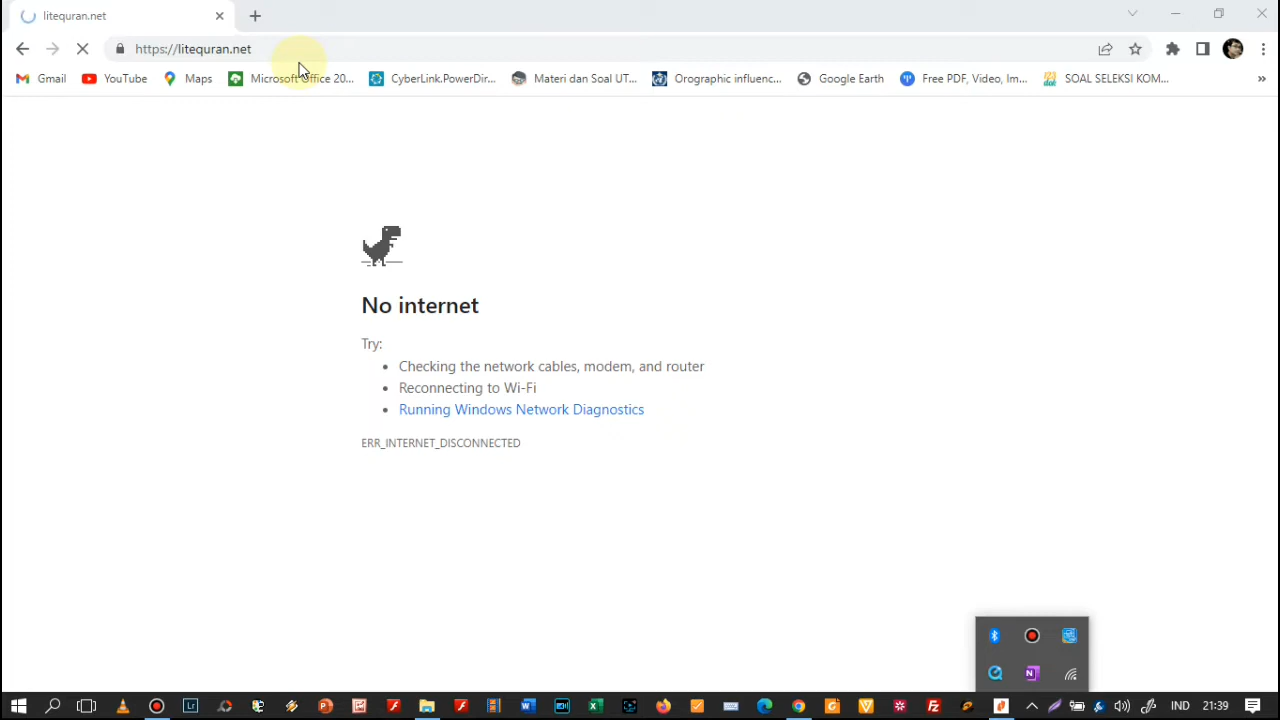 litequran.net
https://litequran.net
Gmail YouTube Maps Microsoft Office 20... CyberLink.PowerDir... Materi dan Soal UT... Orographic influenc... Google Earth Free PDF, Video, Im... SOAL SELEKSI KOM... »
No internet
Try:
• Checking the network cables, modem, and router
• Reconnecting to Wi-Fi
• Running Windows Network Diagnostics
ERR_INTERNET_DISCONNECTED
IND 21:39